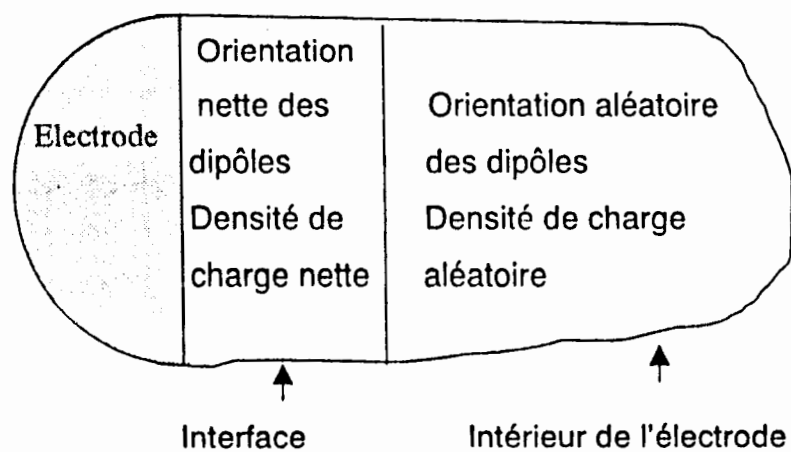 Electrode
Orientation
nette des
dipôles
Densité de
charge nette
Orientation aléatoire
des dipôles
Densité de charge
aléatoire
Interface
Intérieur de l'électrode